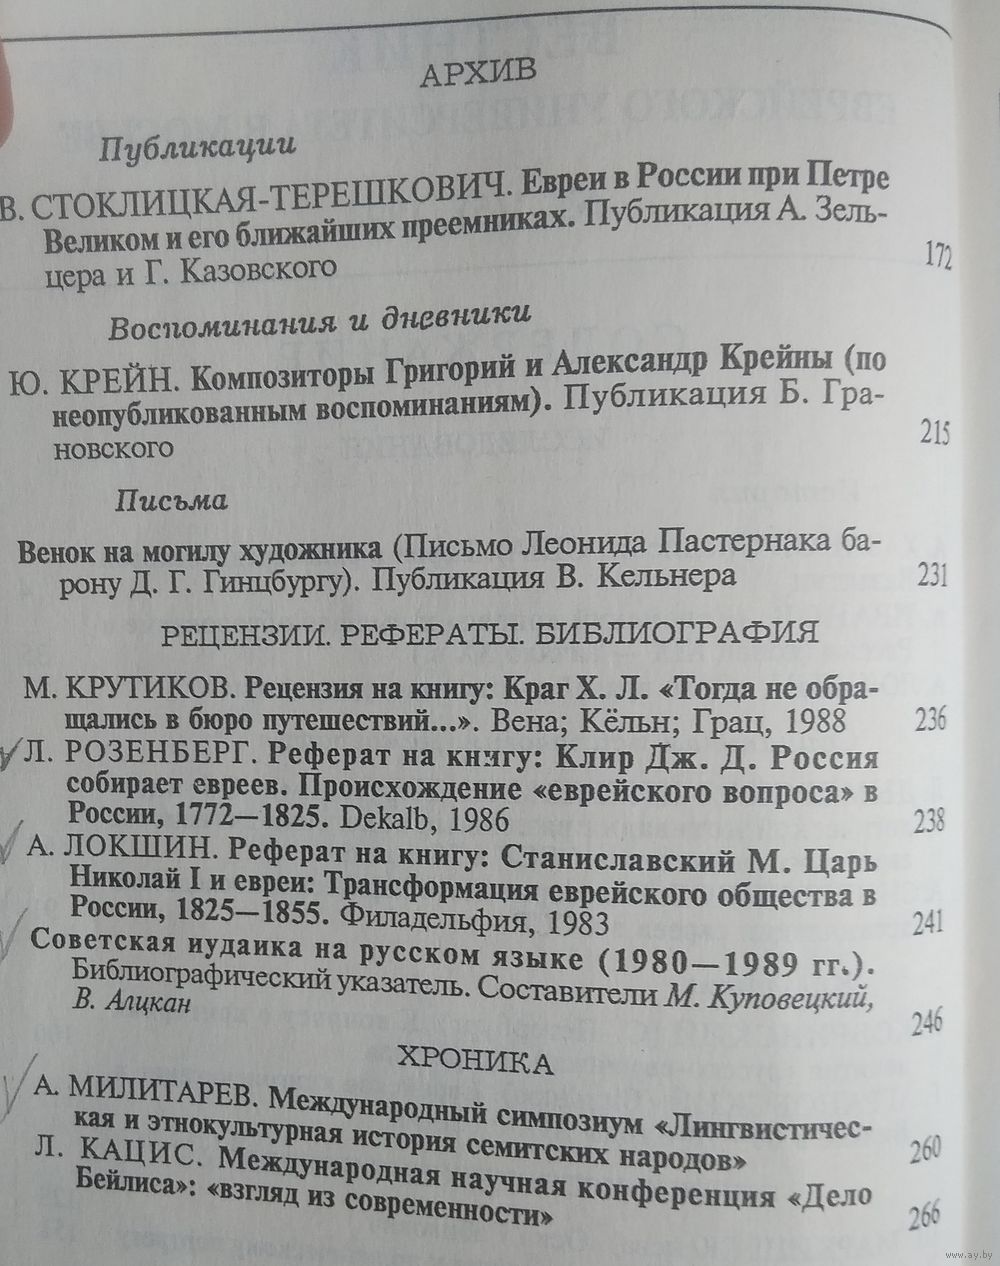 АРХИВ
Публикации
В. СТОКЛИЦКАЯ-ТЕРЕШКОВИЧ. Евреи в России при Петре
Великом и его ближайших преемниках. Публикация А. Зель-
цера и Г. Казовского 172
Воспоминания и дневники
Ю. КРЕЙН. Композиторы Григорий и Александр Крейны (по
неопубликованным воспоминаниям). Публикация Б. Гра-
новского 215
Письма
Венок на могилу художника (Письмо Леонида Пастернака ба-
рону Д. Г. Гинцбургу). Публикация В. Кельнера 231
РЕЦЕНЗИИ. РЕФЕРАТЫ. БИБЛИОГРАФИЯ
М. КРУТИКОВ. Рецензия на книгу: Краг Х. Л. «Тогда не обра-
щались в бюро путешествий...». Вена; Кёльн; Грац, 1988 236
Л. РОЗЕНБЕРГ. Реферат на книгу: Клир Дж. Д. Россия
собирает евреев. Происхождение «еврейского вопроса» в
России, 1772—1825. Dekalb, 1986 238
А. ЛОКШИН. Реферат на книгу: Станиславский М. Царь
Николай I и евреи: Трансформация еврейского общества в
России, 1825—1855. Филадельфия, 1983 241
Советская иудаика на русском языке (1980—1989 гг.).
Библиографический указатель. Составители М. Куповецкий,
В. Алцкан 246
ХРОНИКА
А. МИЛИТАРЕВ. Международный симпозиум «Лингвистичес-
кая и этнокультурная история семитских народов» 260
Л. КАЦИС. Международная научная конференция «Дело
Бейлиса»: «взгляд из современности» 266
www.ay.by